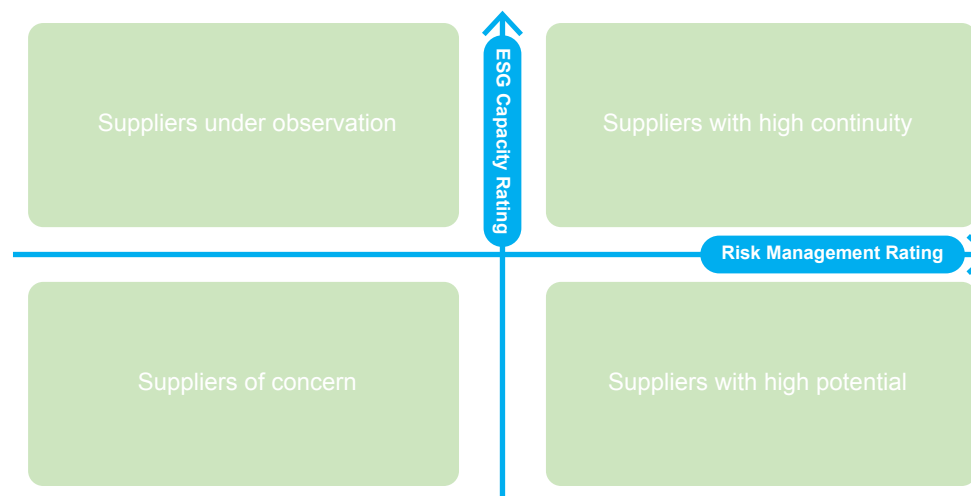 Suppliers under observation
ESG Capacity Rating
Suppliers with high continuity
Risk Management Rating
Suppliers of concern
Suppliers with high potential